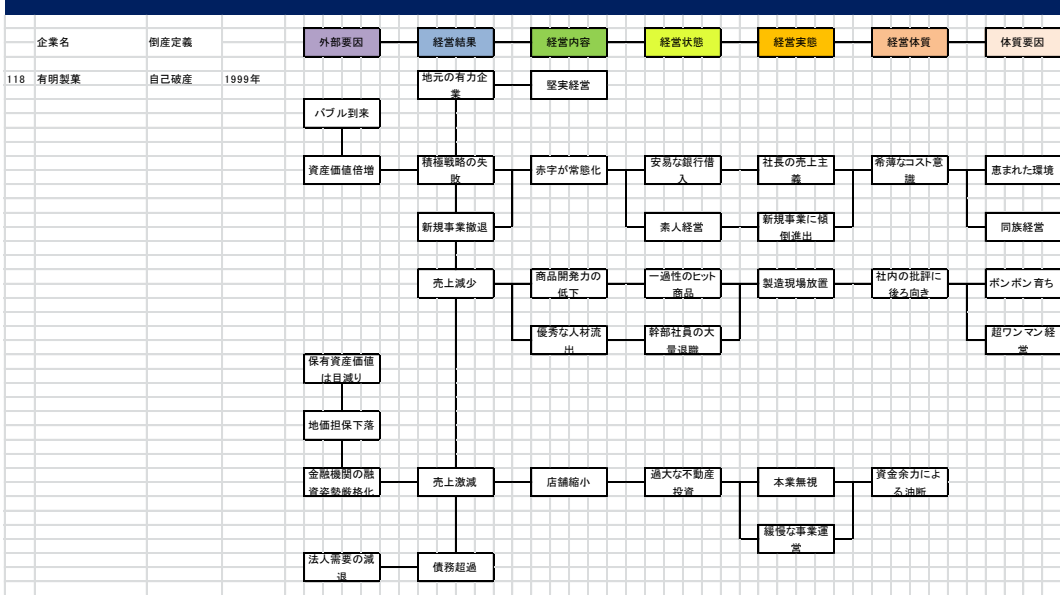 企業名 倒産定義 外部要因 経営結果 経営内容 経営状態 経営実態 経営体質 体質要因
118 有明製菓 自己破産 1999年
地元の有力企
業
堅実経営
バブル到来
資産価値倍増
積極戦略の失
敗
赤字が常態化
安易な銀行借
入
社長の売上主
義
希薄なコスト意
識
恵まれた環境
新規事業撤退
素人経営
新規事業に傾
倒進出
同族経営
売上減少
商品開発力の
低下
一過性のヒット
商品
製造現場放置
社内の批評に
後ろ向き
ボンボン育ち
優秀な人材流
出
幹部社員の大
量退職
超ワンマン経
営
保有資産価値
は目減り
地価担保下落
金融機関の融
資姿勢厳格化
売上激減
店舗縮小
過大な不動産
投資
本業無視
資金余力によ
る油断
緩慢な事業運
営
法人需要の減
退
債務超過